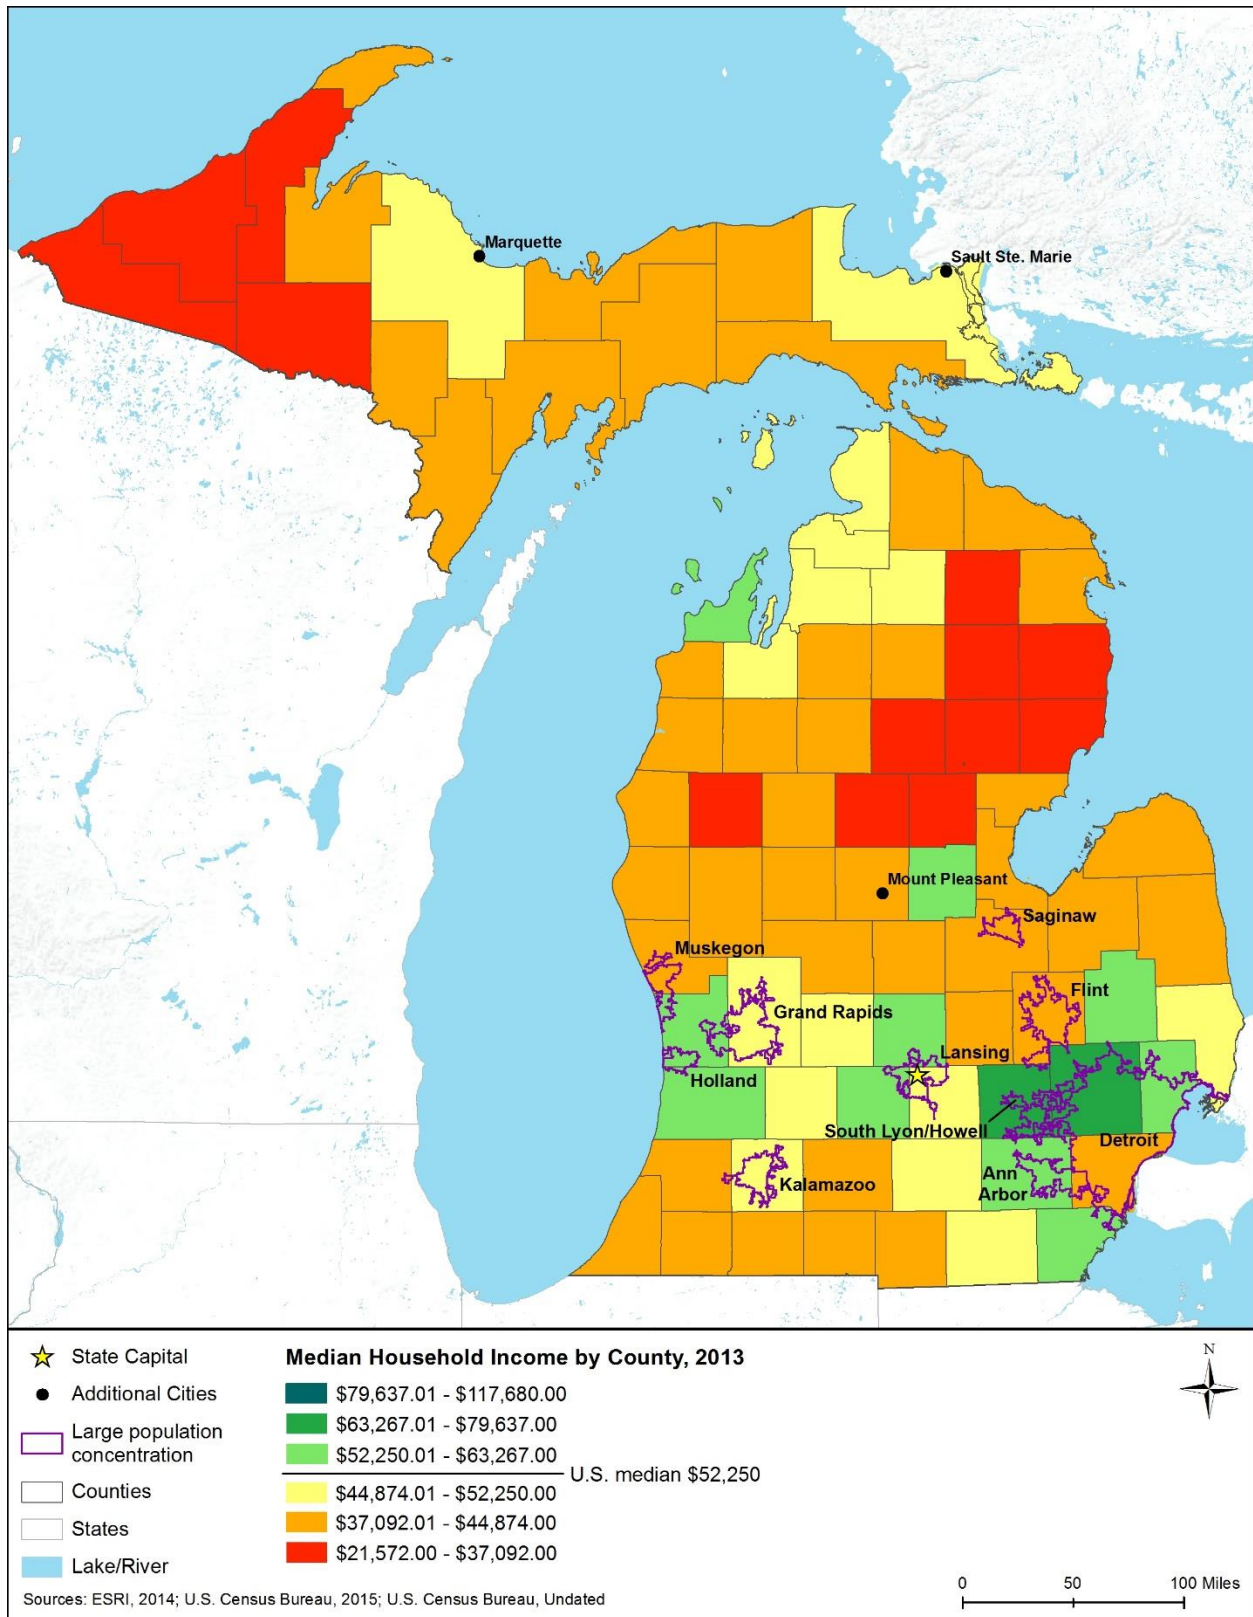 Marquette
Sault Ste. Marie
Mount Pleasant
Saginaw
Muskegon
Flint
Grand Rapids
Lansing
Holland
South Lyon/Howell
Detroit
Ann
Arbor
Kalamazoo
State Capital
Additional Cities
Large population
concentration
Counties
States
Lake/River
Median Household Income by County, 2013
$79,637.01 - $117,680.00
$63,267.01 - $79,637.00
$52,250.01 - $63,267.00
U.S. median $52,250
$44,874.01 - $52,250.00
$37,092.01 - $44,874.00
$21,572.00 - $37,092.00
N
0 50 100 Miles
Sources: ESRI, 2014; U.S. Census Bureau, 2015; U.S. Census Bureau, Undated